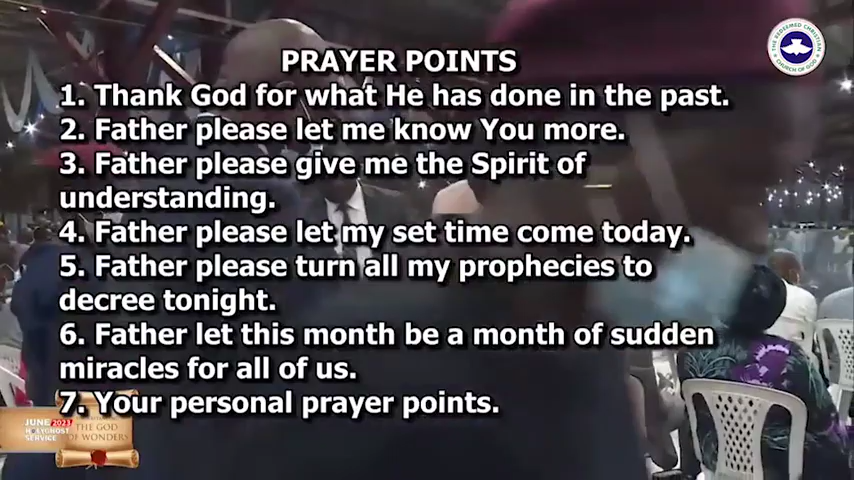 PRAYER POINTS
1. Thank God for what He has done in the past.
2. Father please let me know You more.
3. Father please give me the Spirit of
understanding.
4. Father please let my set time come today.
5. Father please turn all my prophecies to
decree tonight.
6. Father let this month be a month of sudden
miracles for all of us.
7. Your personal prayer points.
THE REDEEMED CHRISTIAN
CHURCH OF GOD
JUNE 2023
HOLYGHOST
SERVICE
THE GOD
OF WONDERS